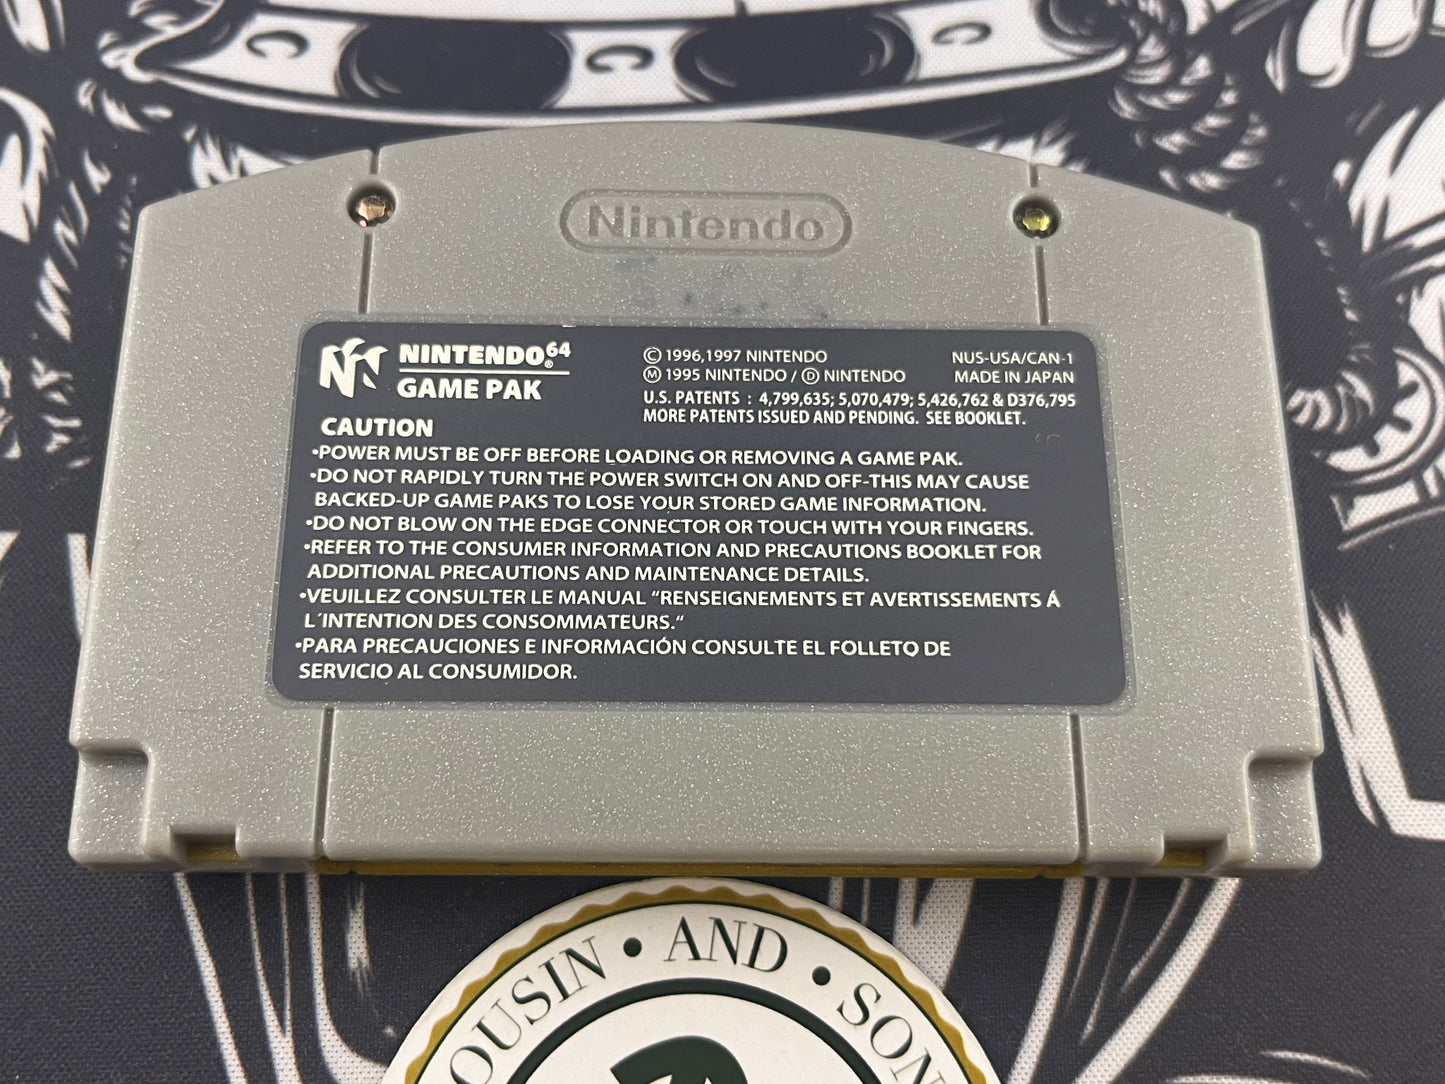 C C C
Nintendo
NINTENDO⁶⁴®
GAME PAK
© 1996,1997 NINTENDO
Ⓜ 1995 NINTENDO / Ⓓ NINTENDO
NUS-USA/CAN-1
MADE IN JAPAN
U.S. PATENTS : 4,799,635; 5,070,479; 5,426,762 & D376,795
MORE PATENTS ISSUED AND PENDING. SEE BOOKLET.
CAUTION
•POWER MUST BE OFF BEFORE LOADING OR REMOVING A GAME PAK.
•DO NOT RAPIDLY TURN THE POWER SWITCH ON AND OFF-THIS MAY CAUSE
BACKED-UP GAME PAKS TO LOSE YOUR STORED GAME INFORMATION.
•DO NOT BLOW ON THE EDGE CONNECTOR OR TOUCH WITH YOUR FINGERS.
•REFER TO THE CONSUMER INFORMATION AND PRECAUTIONS BOOKLET FOR
ADDITIONAL PRECAUTIONS AND MAINTENANCE DETAILS.
•VEUILLEZ CONSULTER LE MANUAL "RENSEIGNEMENTS ET AVERTISSEMENTS Á
L´INTENTION DES CONSOMMATEURS."
•PARA PRECAUCIONES E INFORMACIÓN CONSULTE EL FOLLETO DE
SERVICIO AL CONSUMIDOR.
OUSIN • AND • SON